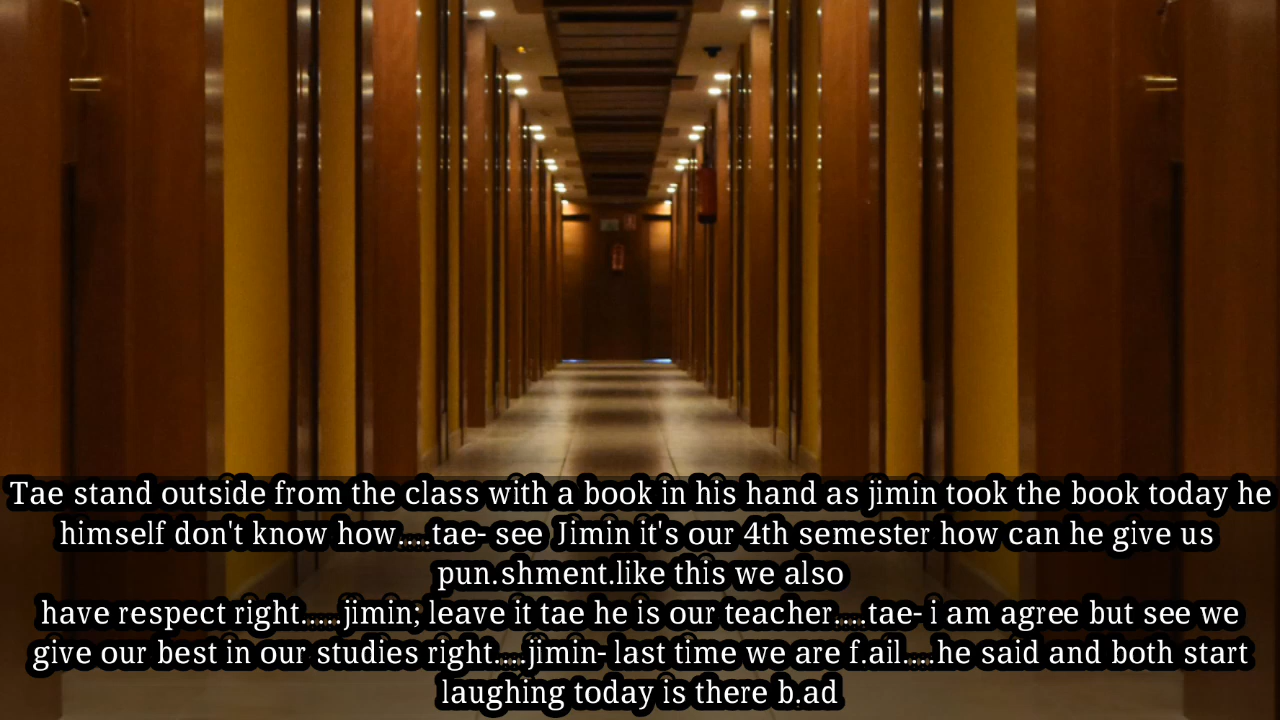 Tae stand outside from the class with a book in his hand as jimin took the book today he
himself don't know how....tae- see Jimin it's our 4th semester how can he give us
pun.shment.like this we also
have respect right.....jimin; leave it tae he is our teacher....tae- i am agree but see we
give our best in our studies right....jimin- last time we are f.ail....he said and both start
laughing today is there b.ad